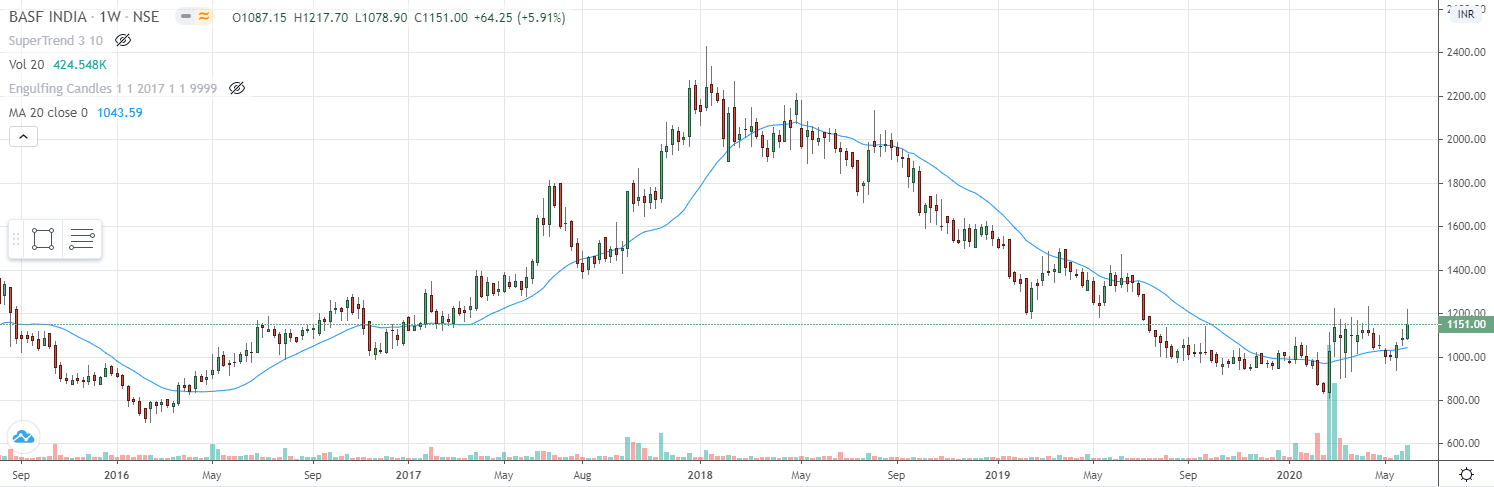 BASF INDIA · 1W · NSE O1087.15 H1217.70 L1078.90 C1151.00 +64.25 (+5.91%)
SuperTrend 3 10
Vol 20 424.548K
Engulfing Candles 1 1 2017 1 1 9999
MA 20 close 0 1043.59
INR
2400.00
2200.00
2000.00
1800.00
1600.00
1400.00
1200.00
1151.00
1000.00
800.00
600.00
Sep 2016 May Sep 2017 May Aug 2018 May Sep 2019 May Sep 2020 May